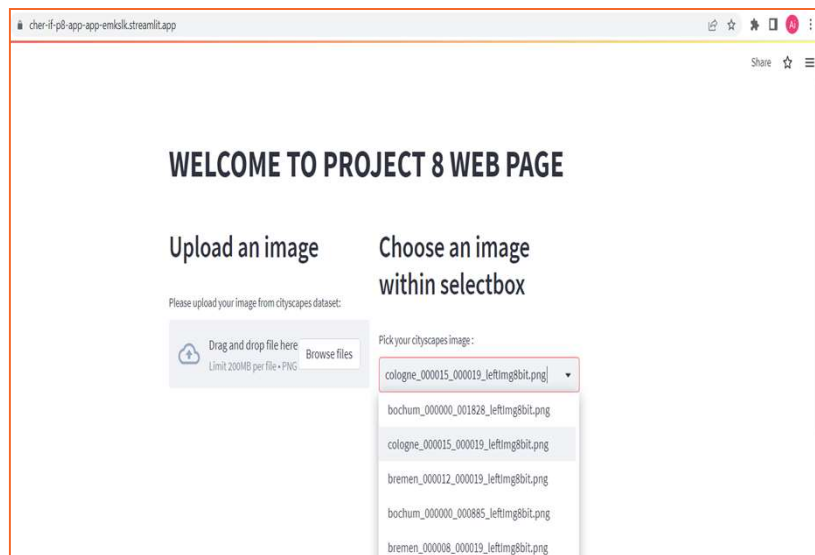 cher-if-p8-app-app-emkslk.streamlit.app
Ai
Share
WELCOME TO PROJECT 8 WEB PAGE
Upload an image
Please upload your image from cityscapes dataset:
Drag and drop file here
Limit 200MB per file • PNG
Browse files
Choose an image
within selectbox
Pick your cityscapes image :
cologne_000015_000019_leftImg8bit.png
bochum_000000_001828_leftImg8bit.png
cologne_000015_000019_leftImg8bit.png
bremen_000012_000019_leftImg8bit.png
bochum_000000_000885_leftImg8bit.png
bremen_000008_000019_leftImg8bit.png